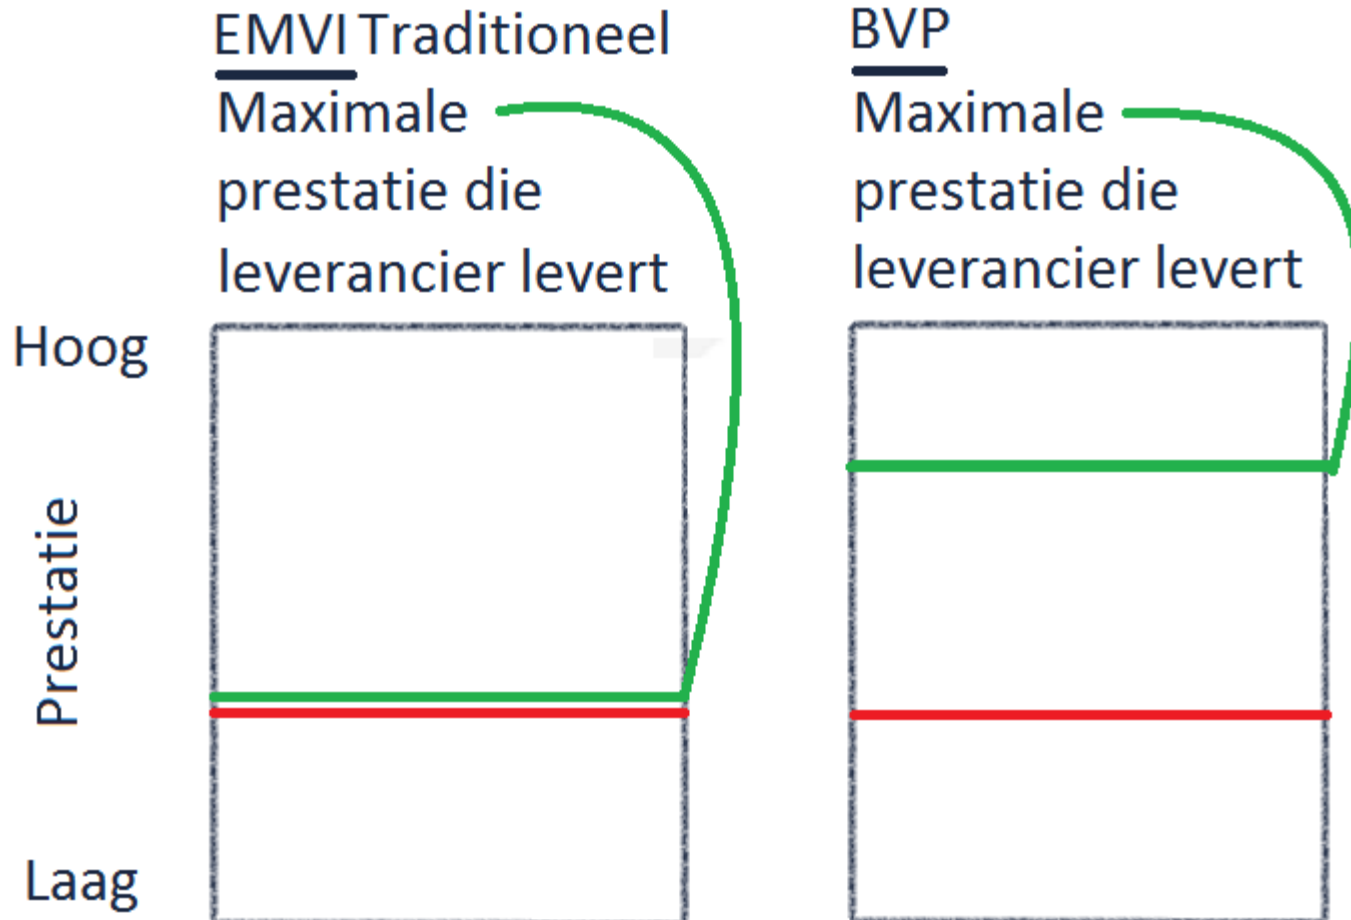 EMVI Traditioneel
Maximale
prestatie die
leverancier levert
BVP
Maximale
prestatie die
leverancier levert
Hoog
Prestatie
Laag